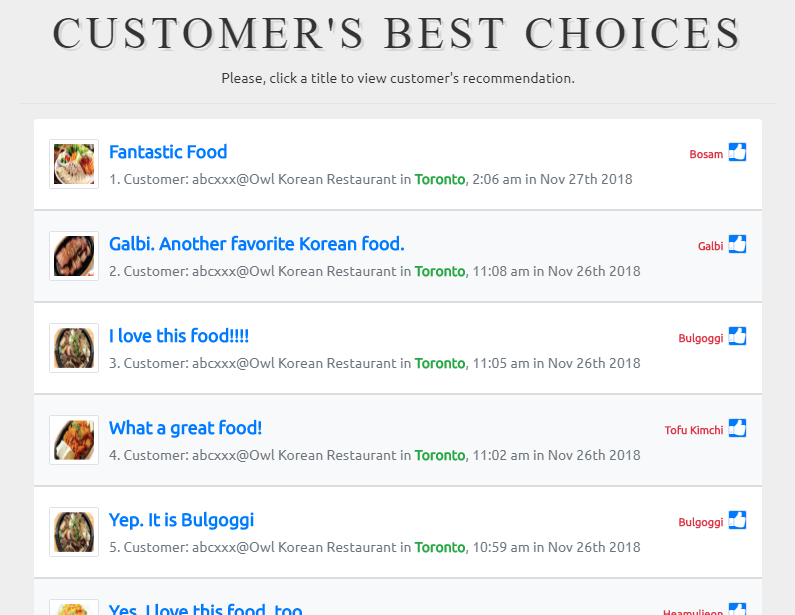 CUSTOMER'S BEST CHOICES
Please, click a title to view customer's recommendation.
Fantastic Food
Bosam
1. Customer: abcxxx@Owl Korean Restaurant in Toronto, 2:06 am in Nov 27th 2018
Galbi. Another favorite Korean food.
Galbi
2. Customer: abcxxx@Owl Korean Restaurant in Toronto, 11:08 am in Nov 26th 2018
I love this food!!!!
Bulgoggi
3. Customer: abcxxx@Owl Korean Restaurant in Toronto, 11:05 am in Nov 26th 2018
What a great food!
Tofu Kimchi
4. Customer: abcxxx@Owl Korean Restaurant in Toronto, 11:02 am in Nov 26th 2018
Yep. It is Bulgoggi
Bulgoggi
5. Customer: abcxxx@Owl Korean Restaurant in Toronto, 10:59 am in Nov 26th 2018
Yes, I love this food, too
Heamuljeon